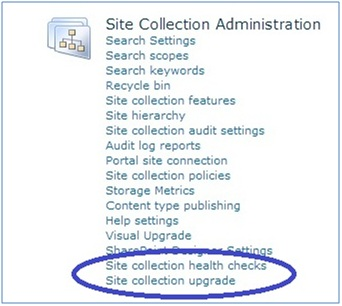 Site Collection Administration
Search Settings
Search scopes
Search keywords
Recycle bin
Site collection features
Site hierarchy
Site collection audit settings
Audit log reports
Portal site connection
Site collection policies
Storage Metrics
Content type publishing
Help settings
Visual Upgrade
SharePoint Designer Settings
Site collection health checks
Site collection upgrade